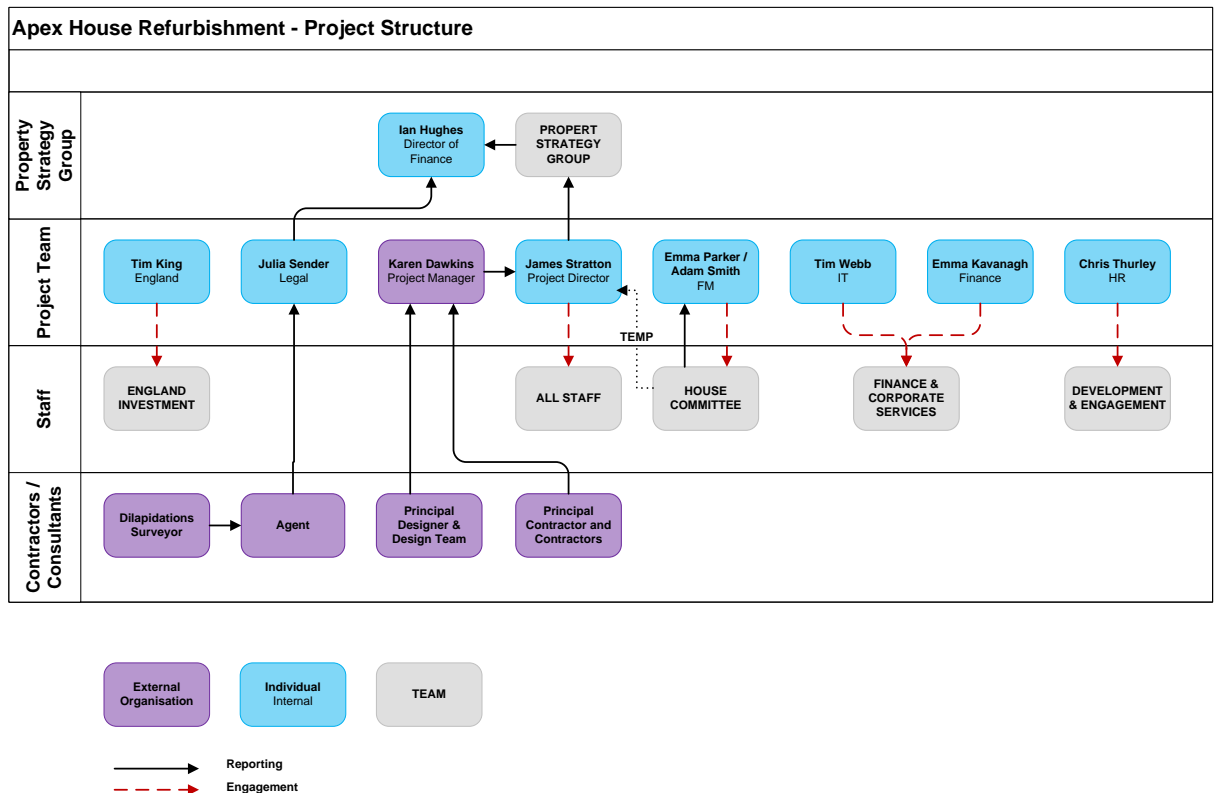 Apex House Refurbishment - Project Structure
Property
Strategy
Group
Ian Hughes
Director of
Finance
PROPERT
STRATEGY
GROUP
Project Team
Tim King
England
Julia Sender
Legal
Karen Dawkins
Project Manager
James Stratton
Project Director
Emma Parker /
Adam Smith
FM
Tim Webb
IT
Emma Kavanagh
Finance
Chris Thurley
HR
TEMP
Staff
ENGLAND
INVESTMENT
ALL STAFF
HOUSE
COMMITTEE
FINANCE &
CORPORATE
SERVICES
DEVELOPMENT
& ENGAGEMENT
Contractors /
Consultants
Dilapidations
Surveyor
Agent
Principal
Designer &
Design Team
Principal
Contractor and
Contractors
External
Organisation
Individual
Internal
TEAM
Reporting
Engagement